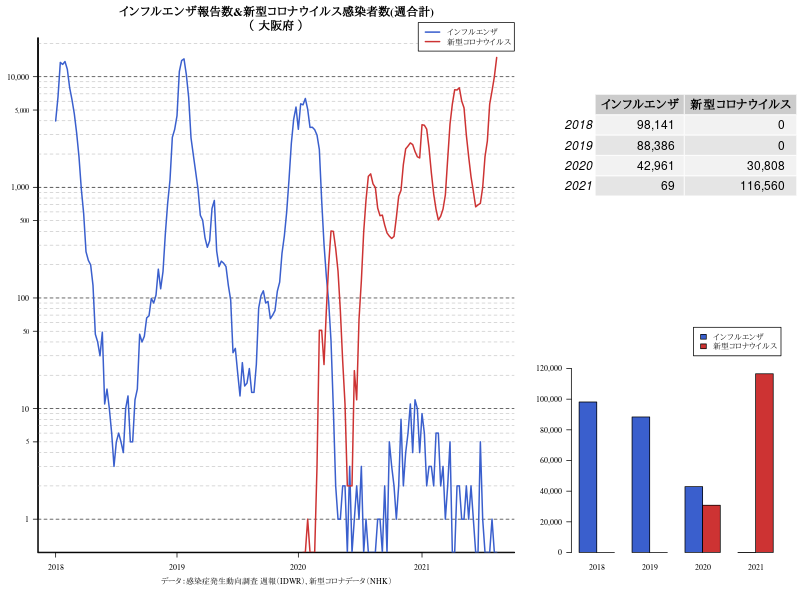 インフルエンザ報告数&新型コロナウイルス感染者数(週合計)
( 大阪府 )
インフルエンザ
新型コロナウイルス
10,000
5,000
1,000
500
100
50
10
5
1
2018 2019 2020 2021
データ：感染症発生動向調査 週報(IDWR)、新型コロナデータ(NHK)
インフルエンザ 新型コロナウイルス
2018 98,141 0
2019 88,386 0
2020 42,961 30,808
2021 69 116,560
インフルエンザ
新型コロナウイルス
120,000
100,000
80,000
60,000
40,000
20,000
0
2018 2019 2020 2021